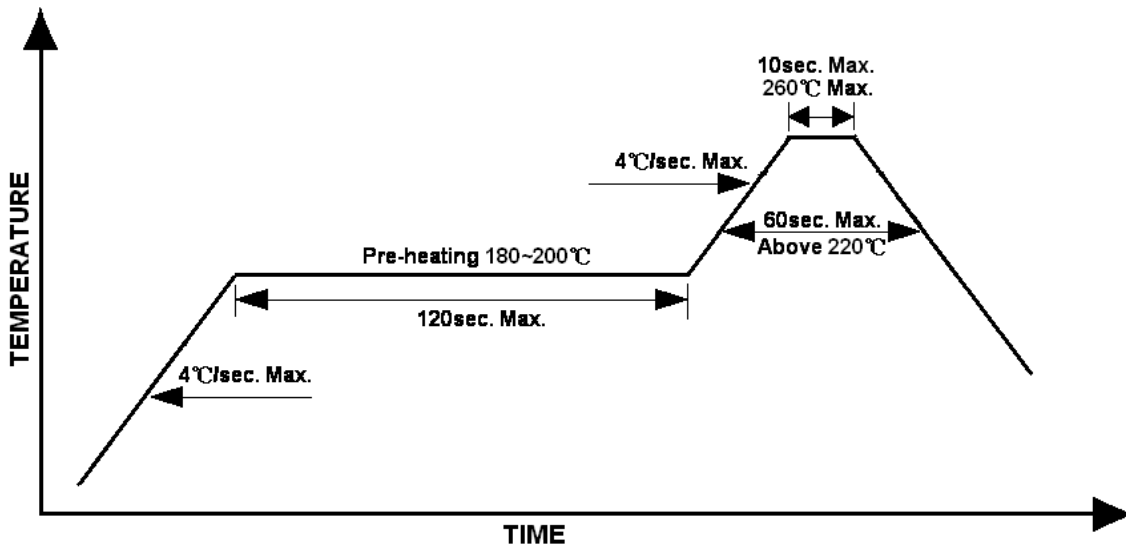 10sec. Max.
260℃ Max.
4℃/sec. Max.
60sec. Max.
Above 220℃
Pre-heating 180~200℃
120sec. Max.
4℃/sec. Max.
TEMPERATURE
TIME